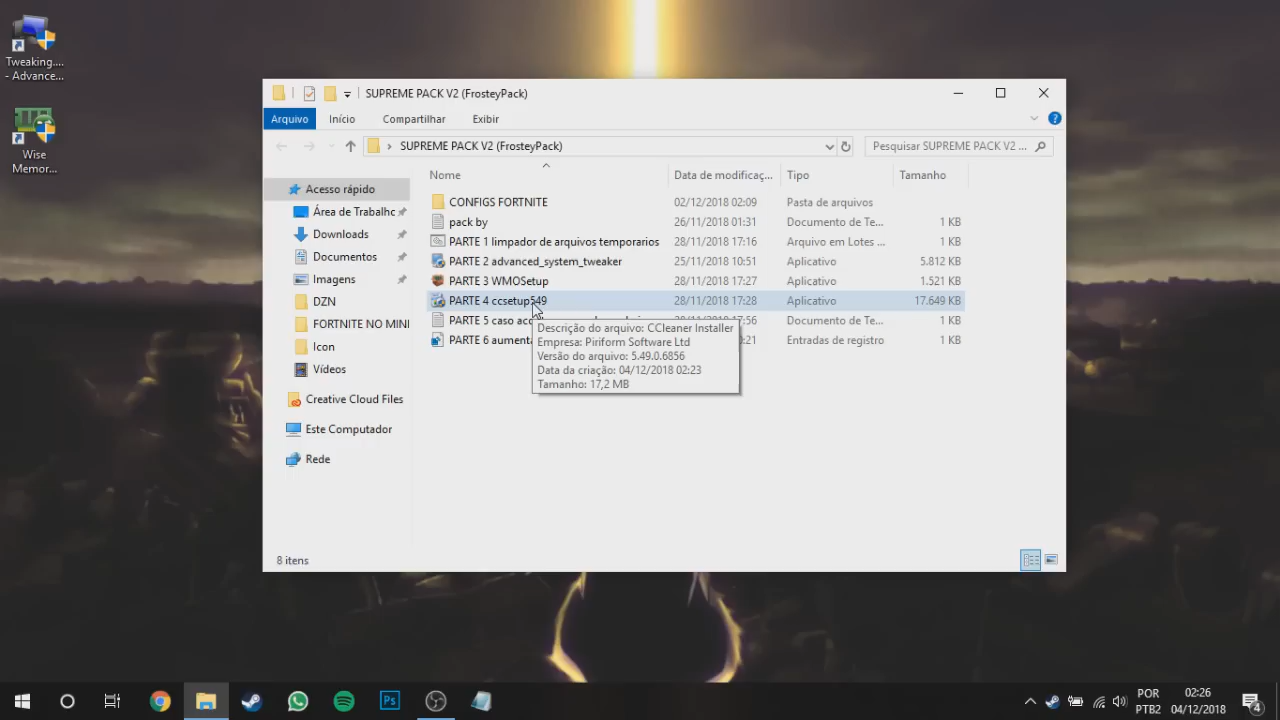 Tweaking....
- Advance...
Wise
Memor...
SUPREME PACK V2 (FrosteyPack)
Arquivo
Início
Compartilhar
Exibir
SUPREME PACK V2 (FrosteyPack)
Pesquisar SUPREME PACK V2 ...
Nome
Data de modificaç...
Tipo
Tamanho
Acesso rápido
Área de Trabalhc
Downloads
Documentos
Imagens
DZN
FORTNITE NO MINI
Icon
Vídeos
Creative Cloud Files
Este Computador
Rede
CONFIGS FORTNITE 02/12/2018 02:09 Pasta de arquivos
pack by 26/11/2018 01:31 Documento de Te... 1 KB
PARTE 1 limpador de arquivos temporarios 28/11/2018 17:16 Arquivo em Lotes ... 1 KB
PARTE 2 advanced_system_tweaker 25/11/2018 10:51 Aplicativo 5.812 KB
PARTE 3 WMOSetup 28/11/2018 17:27 Aplicativo 1.521 KB
PARTE 4 ccsetup549 28/11/2018 17:28 Aplicativo 17.649 KB
PARTE 5 caso 17:56 Documento de Te... 1 KB
PARTE 6 Entradas de registro 1 KB
Descrição do arquivo: CCleaner Installer
Empresa: Piriform Software Ltd
Versão do arquivo: 5.49.0.6856
Data da criação: 04/12/2018 02:23
Tamanho: 17,2 MB
8 itens
Ps
POR
PTB2
02:26
04/12/2018
4